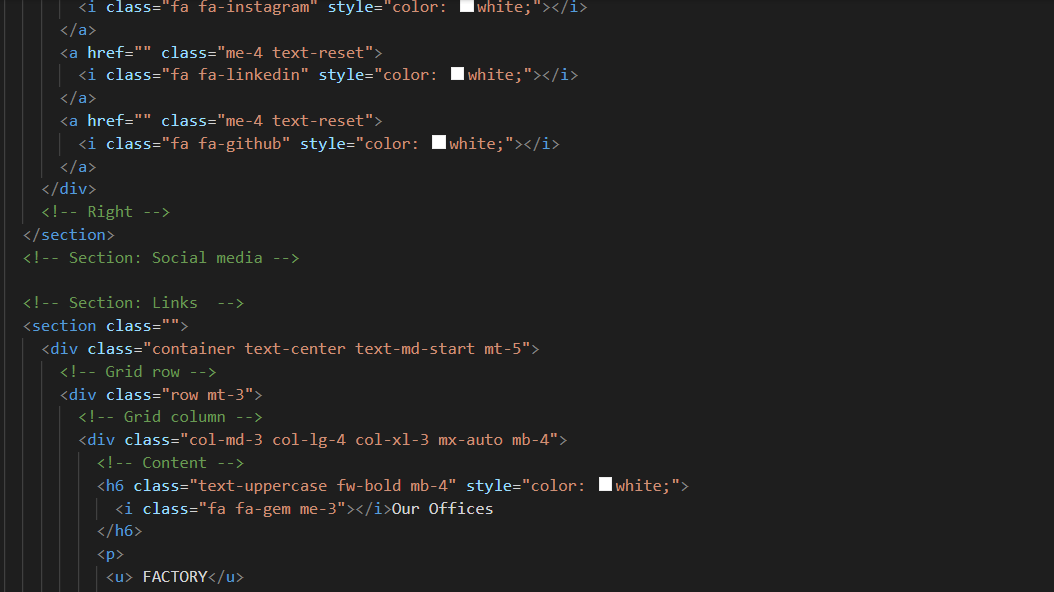 <i class="fa fa-instagram" style="color: white;"></i>
</a>
<a href="" class="me-4 text-reset">
<i class="fa fa-linkedin" style="color: white;"></i>
</a>
<a href="" class="me-4 text-reset">
<i class="fa fa-github" style="color: white;"></i>
</a>
</div>
<!-- Right -->
</section>
<!-- Section: Social media -->
<!-- Section: Links  -->
<section class="">
<div class="container text-center text-md-start mt-5">
<!-- Grid row -->
<div class="row mt-3">
<!-- Grid column -->
<div class="col-md-3 col-lg-4 col-xl-3 mx-auto mb-4">
<!-- Content -->
<h6 class="text-uppercase fw-bold mb-4" style="color: white;">
<i class="fa fa-gem me-3"></i>Our Offices
</h6>
<p>
<u> FACTORY</u>